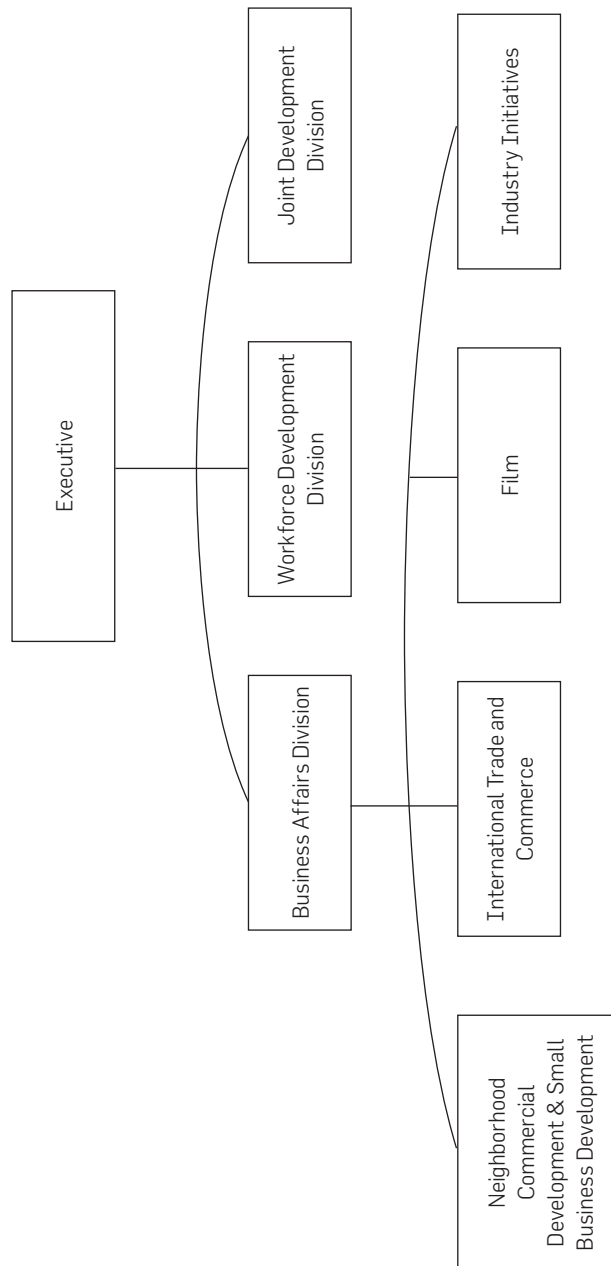 Executive
Business Affairs Division
Workforce Development
Division
Joint Development
Division
Neighborhood
Commercial
Development & Small
Business Development
International Trade and
Commerce
Film
Industry Initiatives